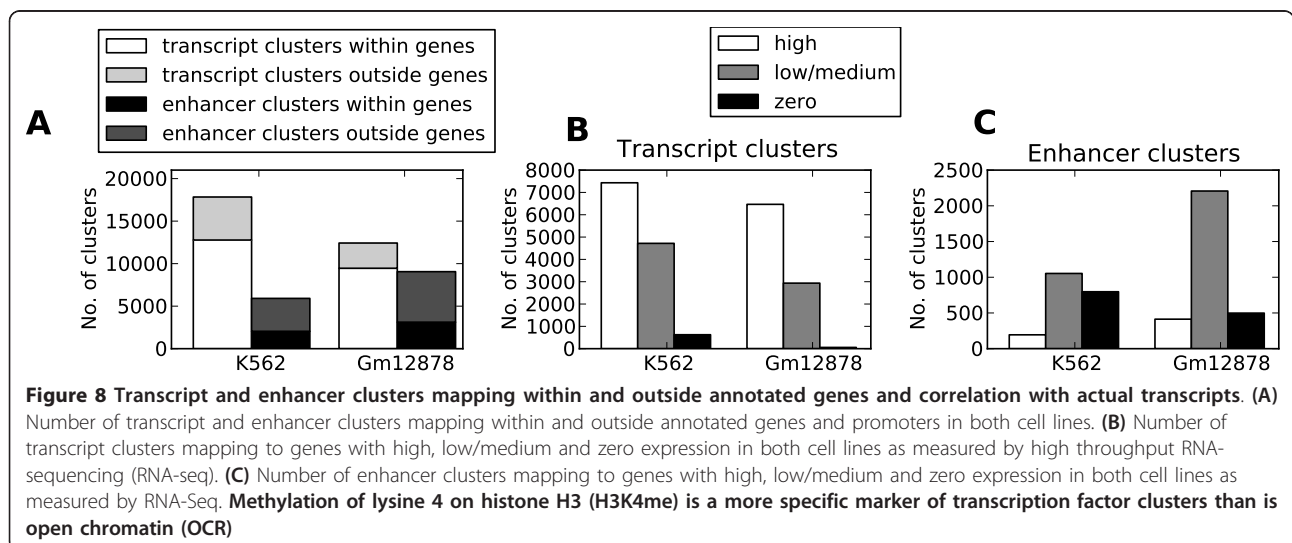 transcript clusters within genes
transcript clusters outside genes
enhancer clusters within genes
enhancer clusters outside genes
high
low/medium
zero
A
No. of clusters
20000
15000
10000
5000
0
K562
Gm12878
B
Transcript clusters
No. of clusters
8000
7000
6000
5000
4000
3000
2000
1000
0
K562
Gm12878
C
Enhancer clusters
No. of clusters
2500
2000
1500
1000
500
0
K562
Gm12878
Figure 8 Transcript and enhancer clusters mapping within and outside annotated genes and correlation with actual transcripts. (A)
Number of transcript and enhancer clusters mapping within and outside annotated genes and promoters in both cell lines. (B) Number of
transcript clusters mapping to genes with high, low/medium and zero expression in both cell lines as measured by high throughput RNA-
sequencing (RNA-seq). (C) Number of enhancer clusters mapping to genes with high, low/medium and zero expression in both cell lines as
measured by RNA-Seq. Methylation of lysine 4 on histone H3 (H3K4me) is a more specific marker of transcription factor clusters than is
open chromatin (OCR)